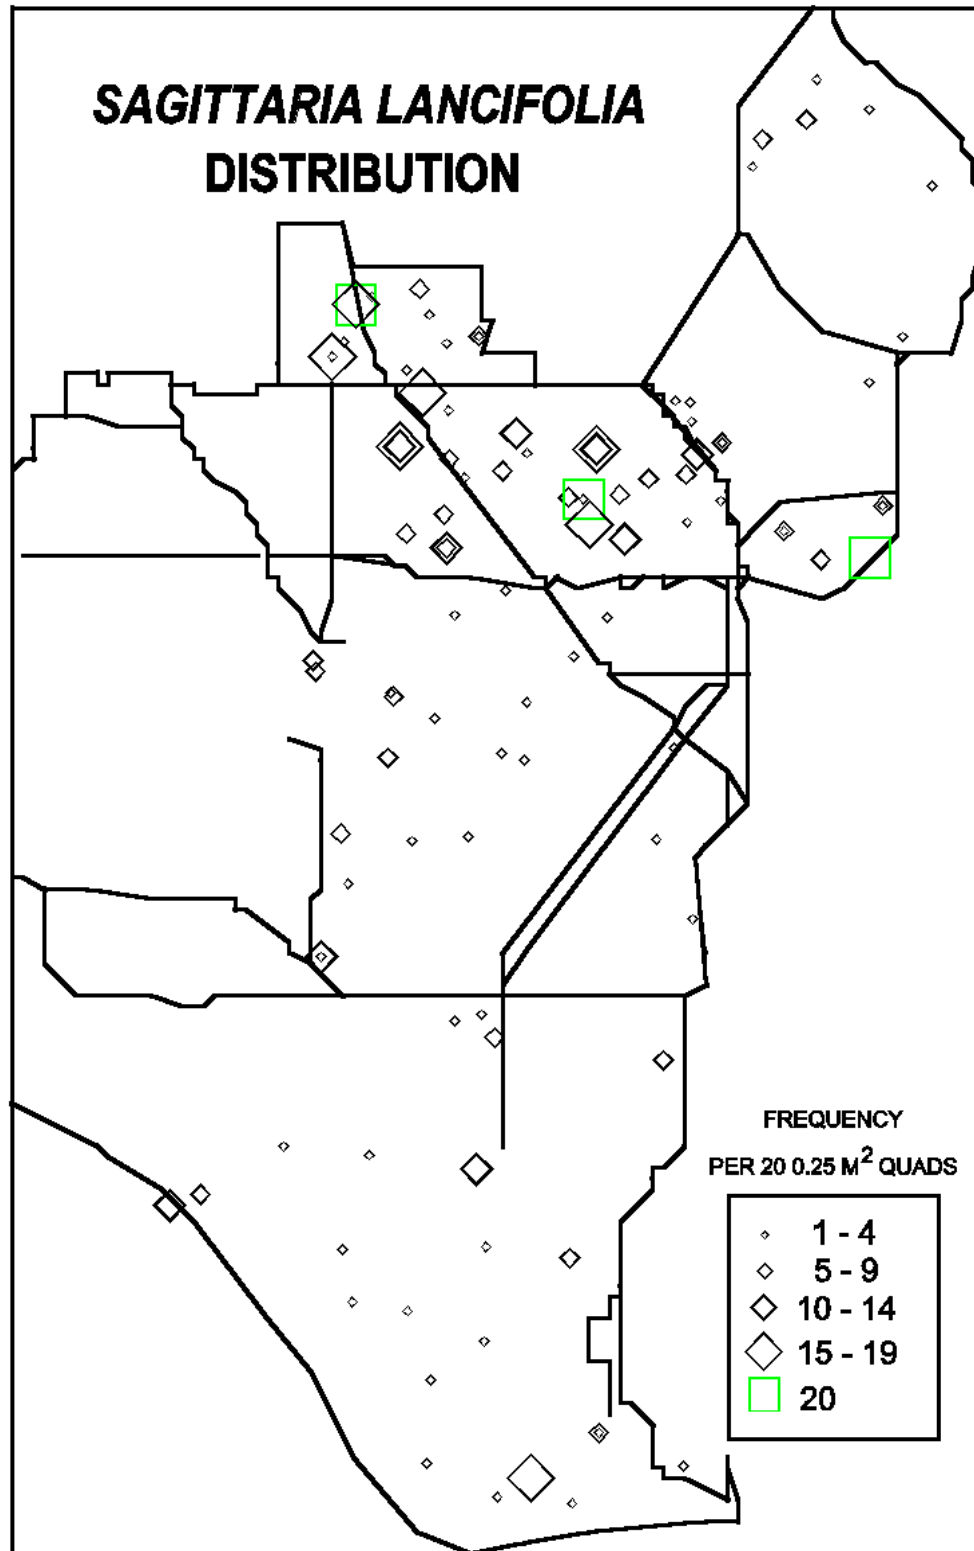 SAGITTARIA LANCIFOLIA
DISTRIBUTION
FREQUENCY
PER 20 0.25 M² QUADS
1 - 4
5 - 9
10 - 14
15 - 19
20